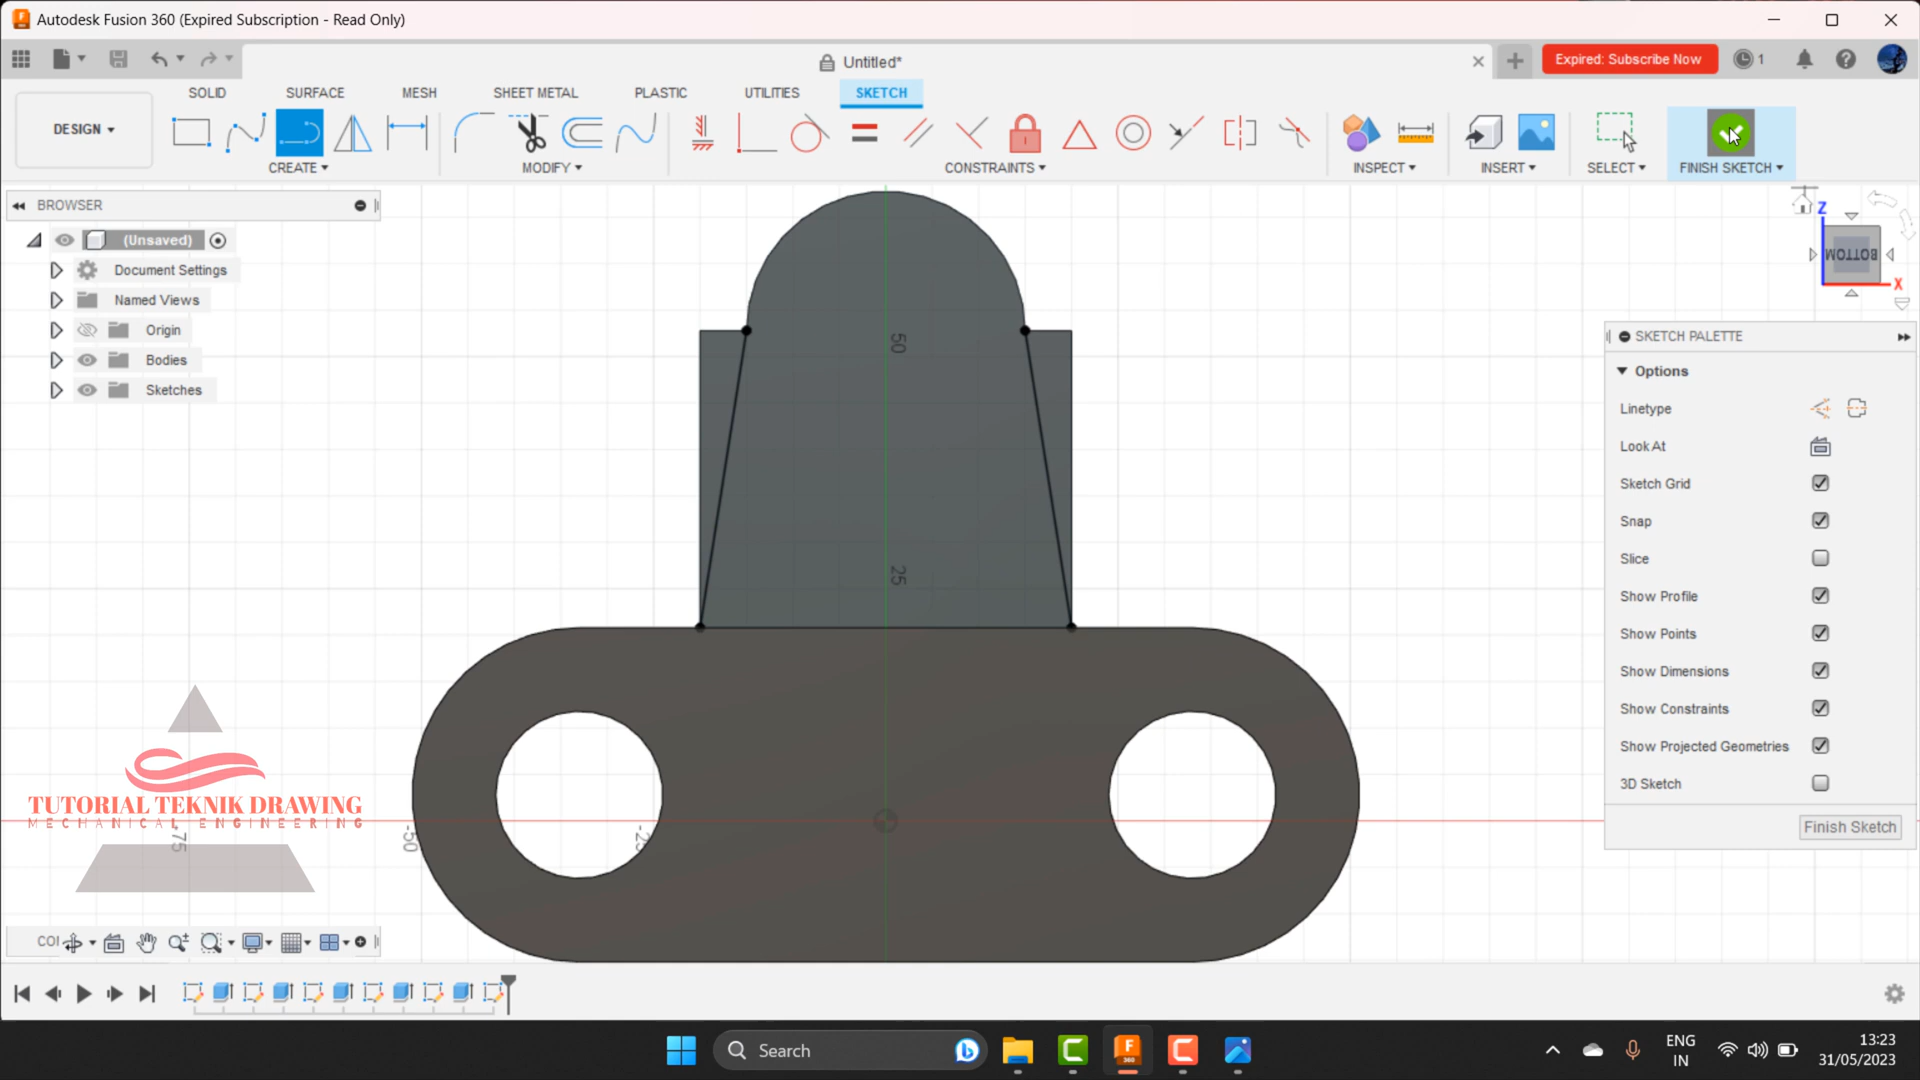 Autodesk Fusion 360 (Expired Subscription - Read Only)
Untitled*
Expired: Subscribe Now
1
SOLID
SURFACE
MESH
SHEET METAL
PLASTIC
UTILITIES
SKETCH
DESIGN
CREATE
MODIFY
CONSTRAINTS
INSPECT
INSERT
SELECT
FINISH SKETCH
BROWSER
(Unsaved)
Document Settings
Named Views
Origin
Bodies
Sketches
Z
BOTTOM
X
50
25
-25
-50
-75
SKETCH PALETTE
Options
Linetype
Look At
Sketch Grid
Snap
Slice
Show Profile
Show Points
Show Dimensions
Show Constraints
Show Projected Geometries
3D Sketch
Finish Sketch
TUTORIAL TEKNIK DRAWING
MECHANICAL ENGINEERING
Search
F
360
ENG
IN
13:23
31/05/2023